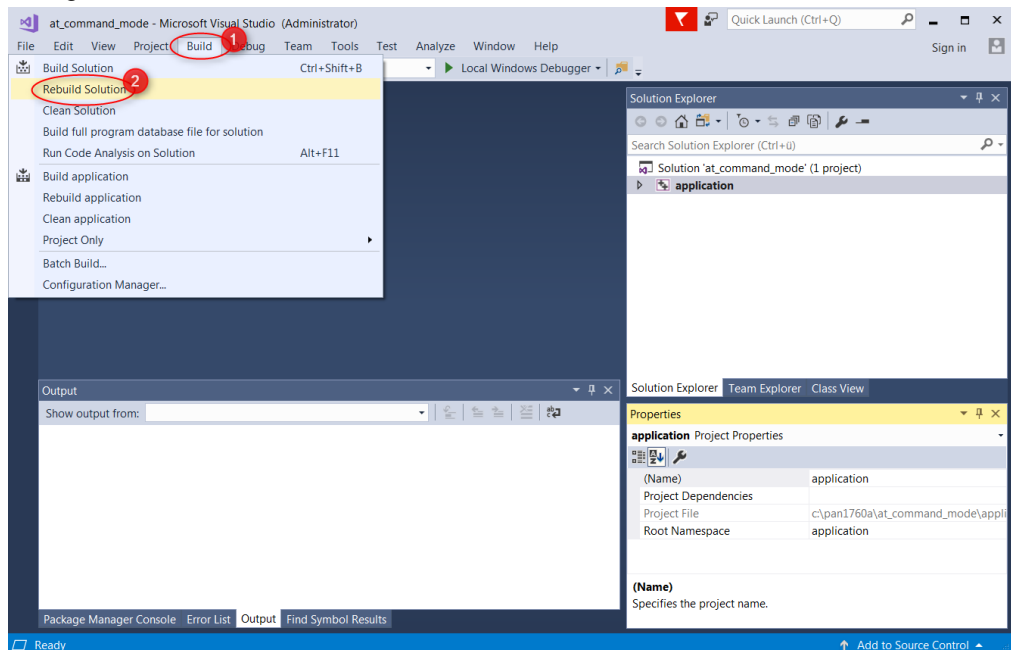 at_command_mode - Microsoft Visual Studio (Administrator)
Quick Launch (Ctrl+Q)
File Edit View Project Build Debug Team Tools Test Analyze Window Help
Sign in
1
Build Solution Ctrl+Shift+B
Local Windows Debugger
Rebuild Solution
2
Clean Solution
Build full program database file for solution
Run Code Analysis on Solution Alt+F11
Build application
Rebuild application
Clean application
Project Only
Batch Build...
Configuration Manager...
Solution Explorer
Search Solution Explorer (Ctrl+ü)
Solution 'at_command_mode' (1 project)
application
Solution Explorer Team Explorer Class View
Output
Show output from:
Package Manager Console Error List Output Find Symbol Results
Properties
application Project Properties
(Name) application
Project Dependencies
Project File c:\pan1760a\at_command_mode\appli
Root Namespace application
(Name)
Specifies the project name.
Ready
Add to Source Control